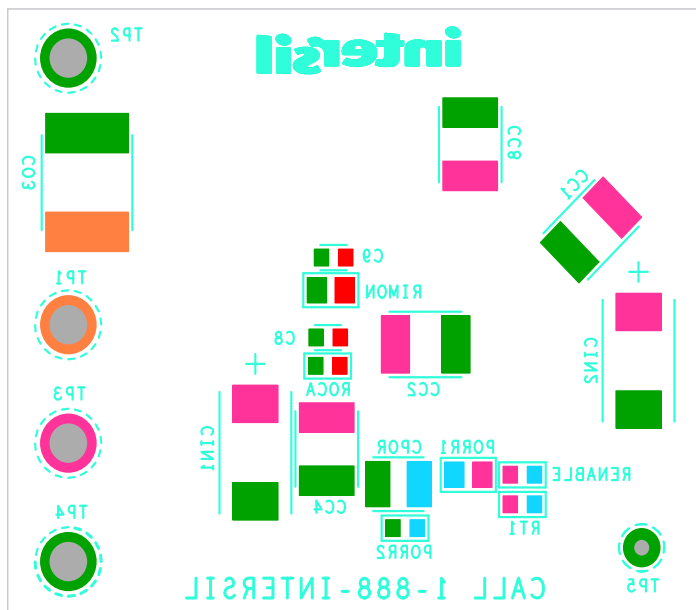 TP2
intersil
CC8
CO3
CC1
C9
TP1
RIMON
C8
CIN2
ROCA
CC2
TP3
CIN1
CPOR
PORR1
RENABLE
CC4
TP4
RT1
PORR2
TP5
CALL 1-888-INTERSIL